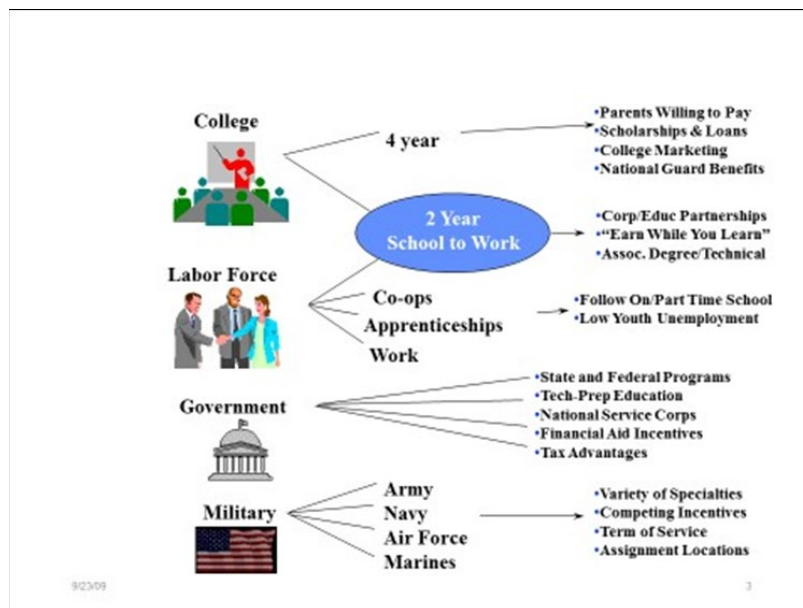 College
4 year
•Parents Willing to Pay
•Scholarships & Loans
•College Marketing
•National Guard Benefits
2 Year
School to Work
•Corp/Educ Partnerships
•“Earn While You Learn”
•Assoc. Degree/Technical
Labor Force
Co-ops
Apprenticeships
Work
•Follow On/Part Time School
•Low Youth Unemployment
Government
•State and Federal Programs
•Tech-Prep Education
•National Service Corps
•Financial Aid Incentives
•Tax Advantages
Military
Army
Navy
Air Force
Marines
•Variety of Specialties
•Competing Incentives
•Term of Service
•Assignment Locations
9/23/09
3